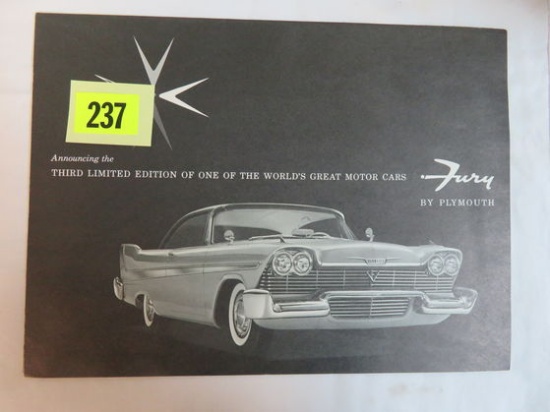 237
Announcing the
THIRD LIMITED EDITION OF ONE OF THE WORLD'S GREAT MOTOR CARS
Fury
BY PLYMOUTH